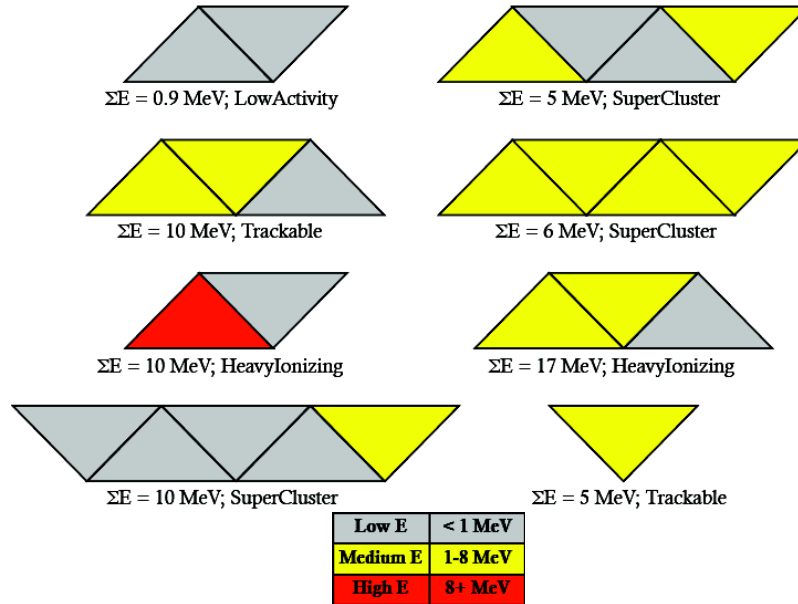 ΣE = 0.9 MeV; LowActivity
ΣE = 5 MeV; SuperCluster
ΣE = 10 MeV; Trackable
ΣE = 6 MeV; SuperCluster
ΣE = 10 MeV; HeavyIonizing
ΣE = 17 MeV; HeavyIonizing
ΣE = 10 MeV; SuperCluster
ΣE = 5 MeV; Trackable
Low E < 1 MeV
Medium E 1-8 MeV
High E 8+ MeV